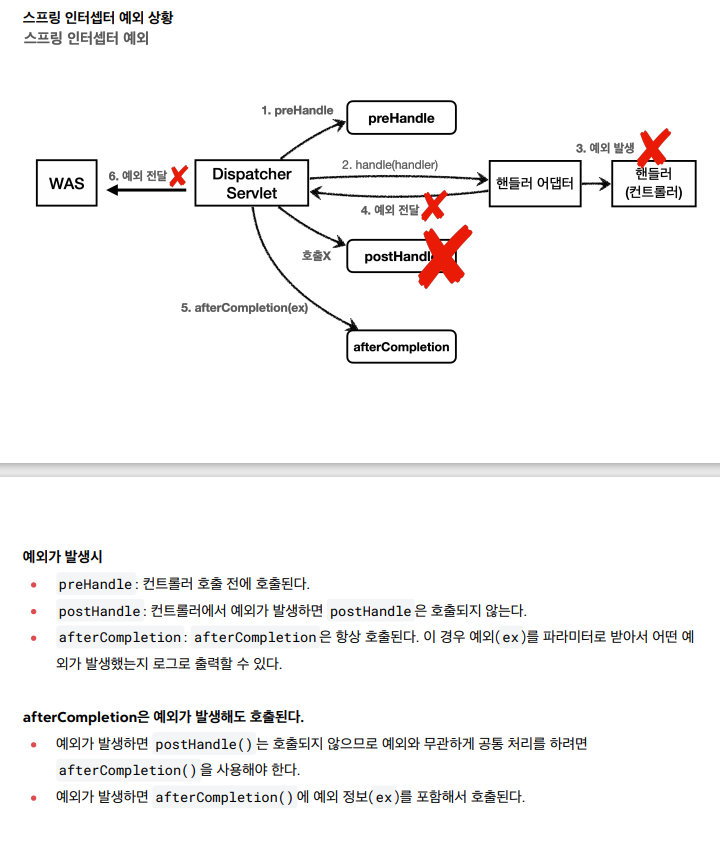 스프링 인터셉터 예외 상황
스프링 인터셉터 예외
1. preHandle
preHandle
WAS
6. 예외 전달
Dispatcher
Servlet
2. handle(handler)
4. 예외 전달
핸들러 어댑터
3. 예외 발생
핸들러
(컨트롤러)
호출X
postHandl
5. afterCompletion(ex)
afterCompletion
예외가 발생시
preHandle : 컨트롤러 호출 전에 호출된다.
postHandle : 컨트롤러에서 예외가 발생하면 postHandle 은 호출되지 않는다.
afterCompletion : afterCompletion 은 항상 호출된다. 이 경우 예외( ex )를 파라미터로 받아서 어떤 예
외가 발생했는지 로그로 출력할 수 있다.
afterCompletion은 예외가 발생해도 호출된다.
예외가 발생하면 postHandle() 는 호출되지 않으므로 예외와 무관하게 공통 처리를 하려면
afterCompletion() 을 사용해야 한다.
예외가 발생하면 afterCompletion() 에 예외 정보( ex )를 포함해서 호출된다.